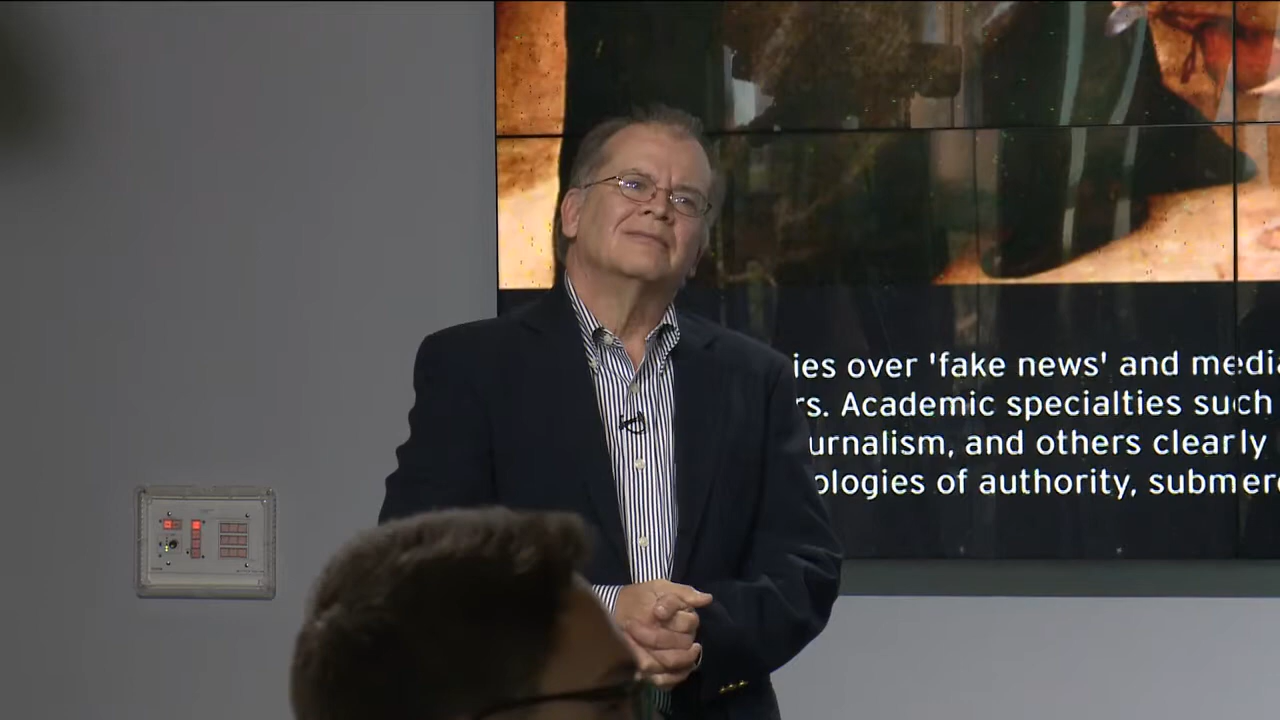 ies over 'fake news' and media
rs. Academic specialties such
urnalism, and others clearly
ologies of authority, submer